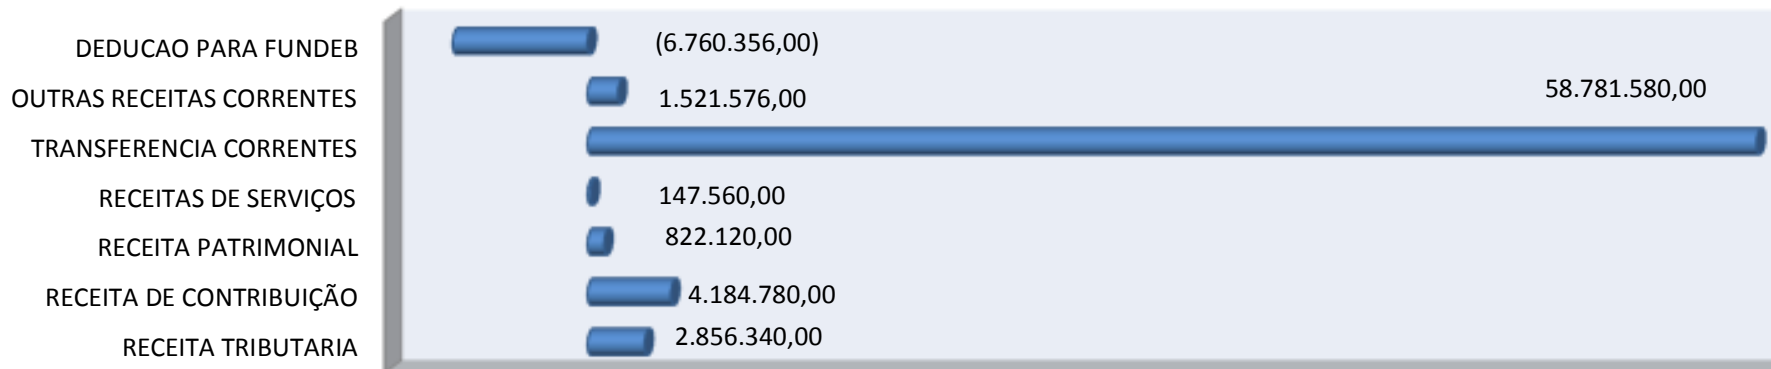 DEDUCAO PARA FUNDEB (6.760.356,00)
OUTRAS RECEITAS CORRENTES 1.521.576,00
58.781.580,00
TRANSFERENCIA CORRENTES
RECEITAS DE SERVIÇOS 147.560,00
RECEITA PATRIMONIAL 822.120,00
RECEITA DE CONTRIBUIÇÃO 4.184.780,00
RECEITA TRIBUTARIA 2.856.340,00